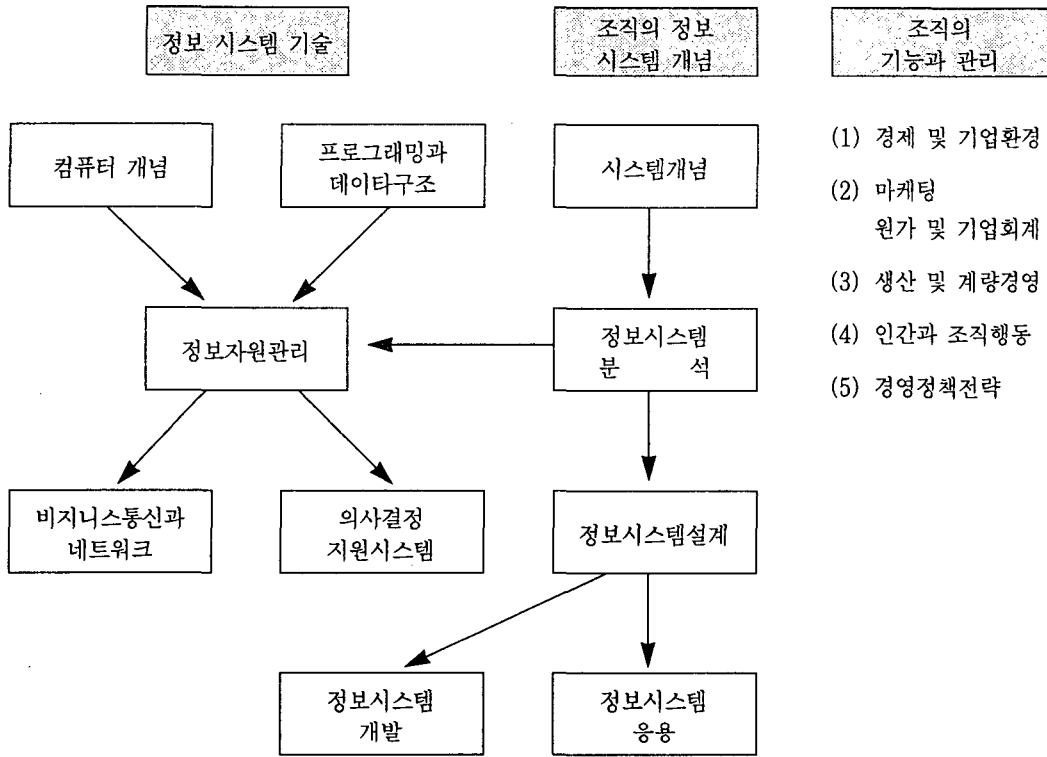 정보 시스템 기술
조직의 정보
시스템 개념
조직의
기능과 관리
컴퓨터 개념
프로그래밍과
데이타구조
시스템개념
정보자원관리
정보시스템
분 석
비지니스통신과
네트워크
의사결정
지원시스템
정보시스템설계
정보시스템
개발
정보시스템
응용
(1) 경제 및 기업환경
(2) 마케팅
원가 및 기업회계
(3) 생산 및 계량경영
(4) 인간과 조직행동
(5) 경영정책전략